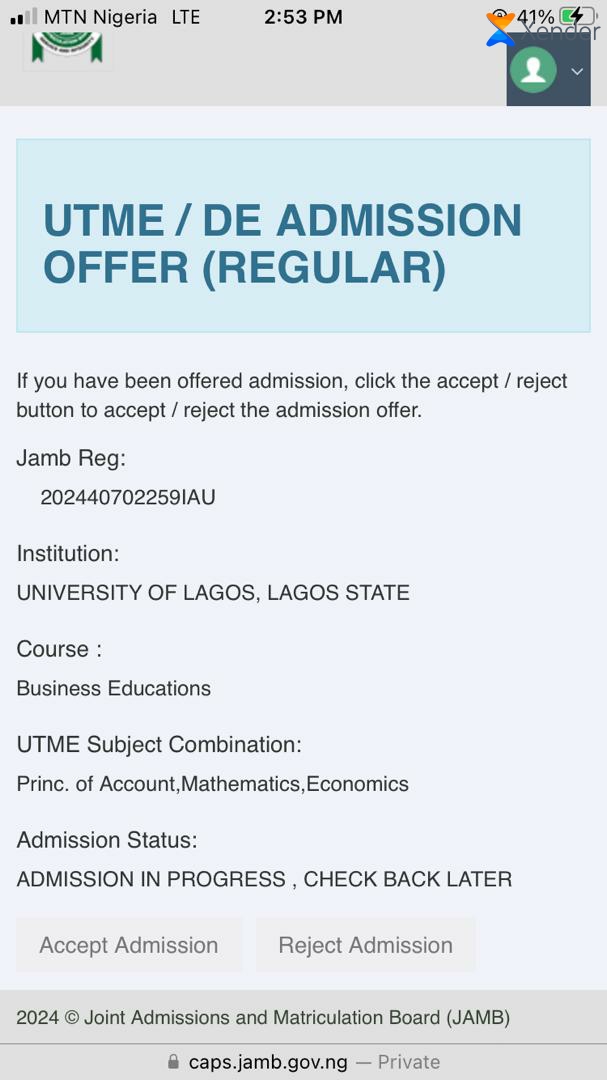 MTN Nigeria LTE 2:53 PM 41%
Xender
UTME / DE ADMISSION
OFFER (REGULAR)
If you have been offered admission, click the accept / reject
button to accept / reject the admission offer.
Jamb Reg:
202440702259IAU
Institution:
UNIVERSITY OF LAGOS, LAGOS STATE
Course :
Business Educations
UTME Subject Combination:
Princ. of Account,Mathematics,Economics
Admission Status:
ADMISSION IN PROGRESS , CHECK BACK LATER
Accept Admission Reject Admission
2024 © Joint Admissions and Matriculation Board (JAMB)
caps.jamb.gov.ng — Private